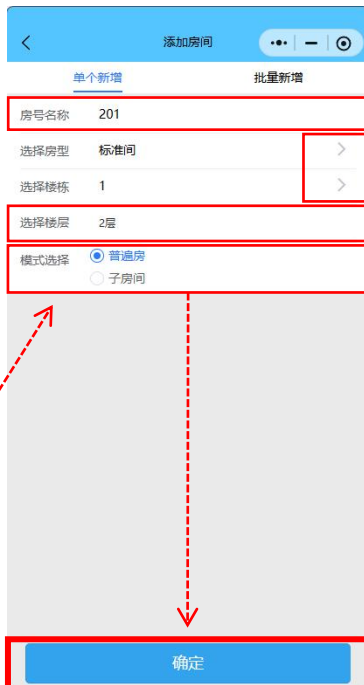 添加房间
单个新增 批量新增
房号名称 201
选择房型 标准间
选择楼栋 1
选择楼层 2层
模式选择 普遍房
子房间
确定